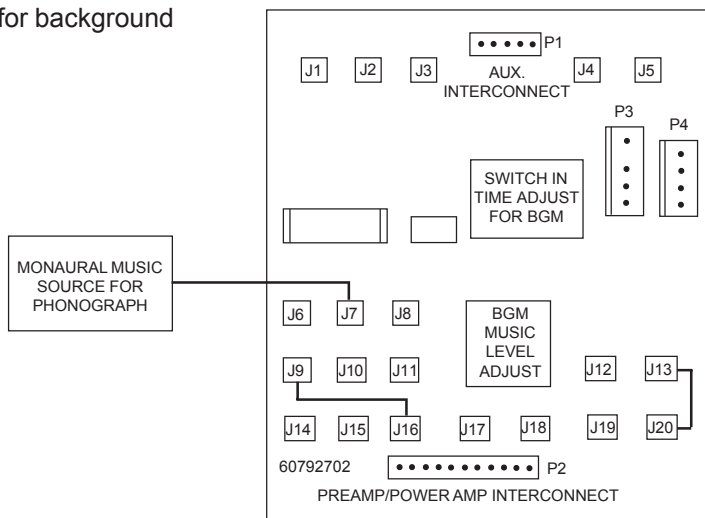 for background
P1
J1 J2 J3 AUX. J4 J5
INTERCONNECT
P3 P4
SWITCH IN
TIME ADJUST
FOR BGM
MONAURAL MUSIC
SOURCE FOR
PHONOGRAPH
J6 J7 J8
BGM
MUSIC
LEVEL
ADJUST
J9 J10 J11 J12 J13
J14 J15 J16 J17 J18 J19 J20
60792702 P2
PREAMP/POWER AMP INTERCONNECT